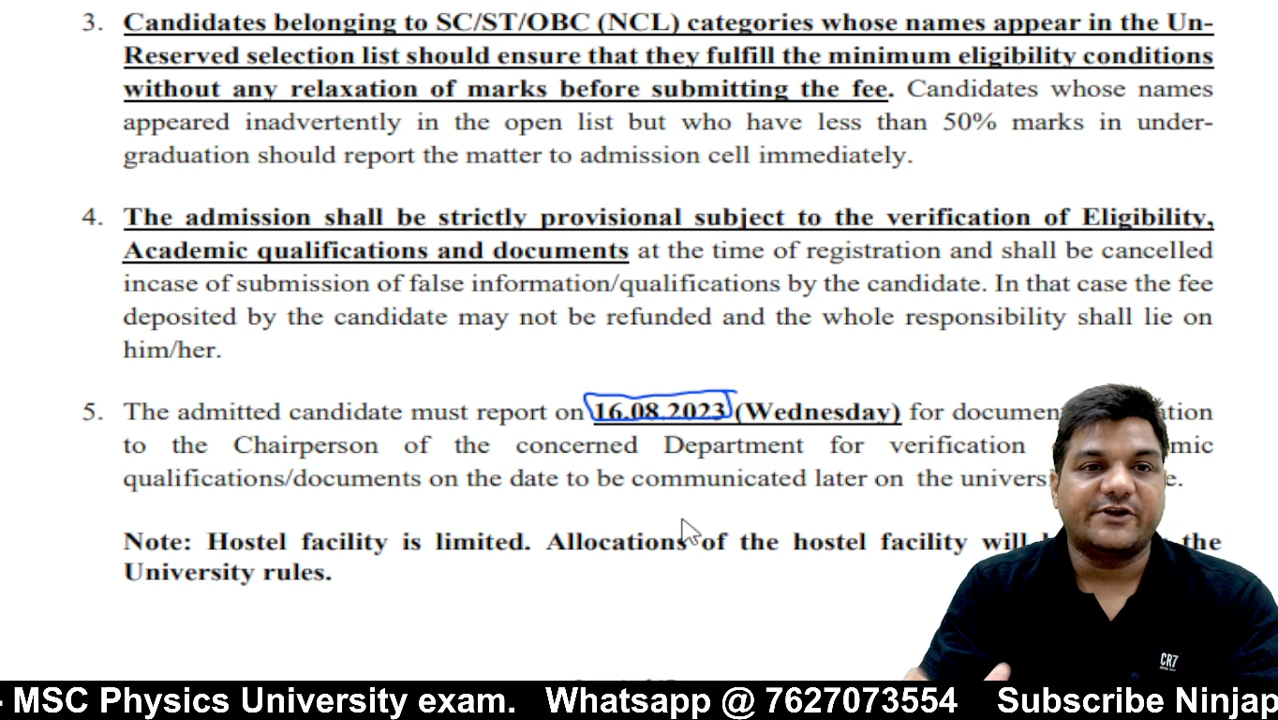 3. Candidates belonging to SC/ST/OBC (NCL) categories whose names appear in the Un-
Reserved selection list should ensure that they fulfill the minimum eligibility conditions
without any relaxation of marks before submitting the fee. Candidates whose names
appeared inadvertently in the open list but who have less than 50% marks in under-
graduation should report the matter to admission cell immediately.
4. The admission shall be strictly provisional subject to the verification of Eligibility,
Academic qualifications and documents at the time of registration and shall be cancelled
incase of submission of false information/qualifications by the candidate. In that case the fee
deposited by the candidate may not be refunded and the whole responsibility shall lie on
him/her.
5. The admitted candidate must report on 16.08.2023 (Wednesday) for
to the Chairperson of the concerned Department for verification
qualifications/documents on the date to be communicated later on the
Note: Hostel facility is limited. Allocations of the hostel facility will the
University rules.
CR7
- MSC Physics University exam. Whatsapp @ 7627073554 Subscribe Ninjap